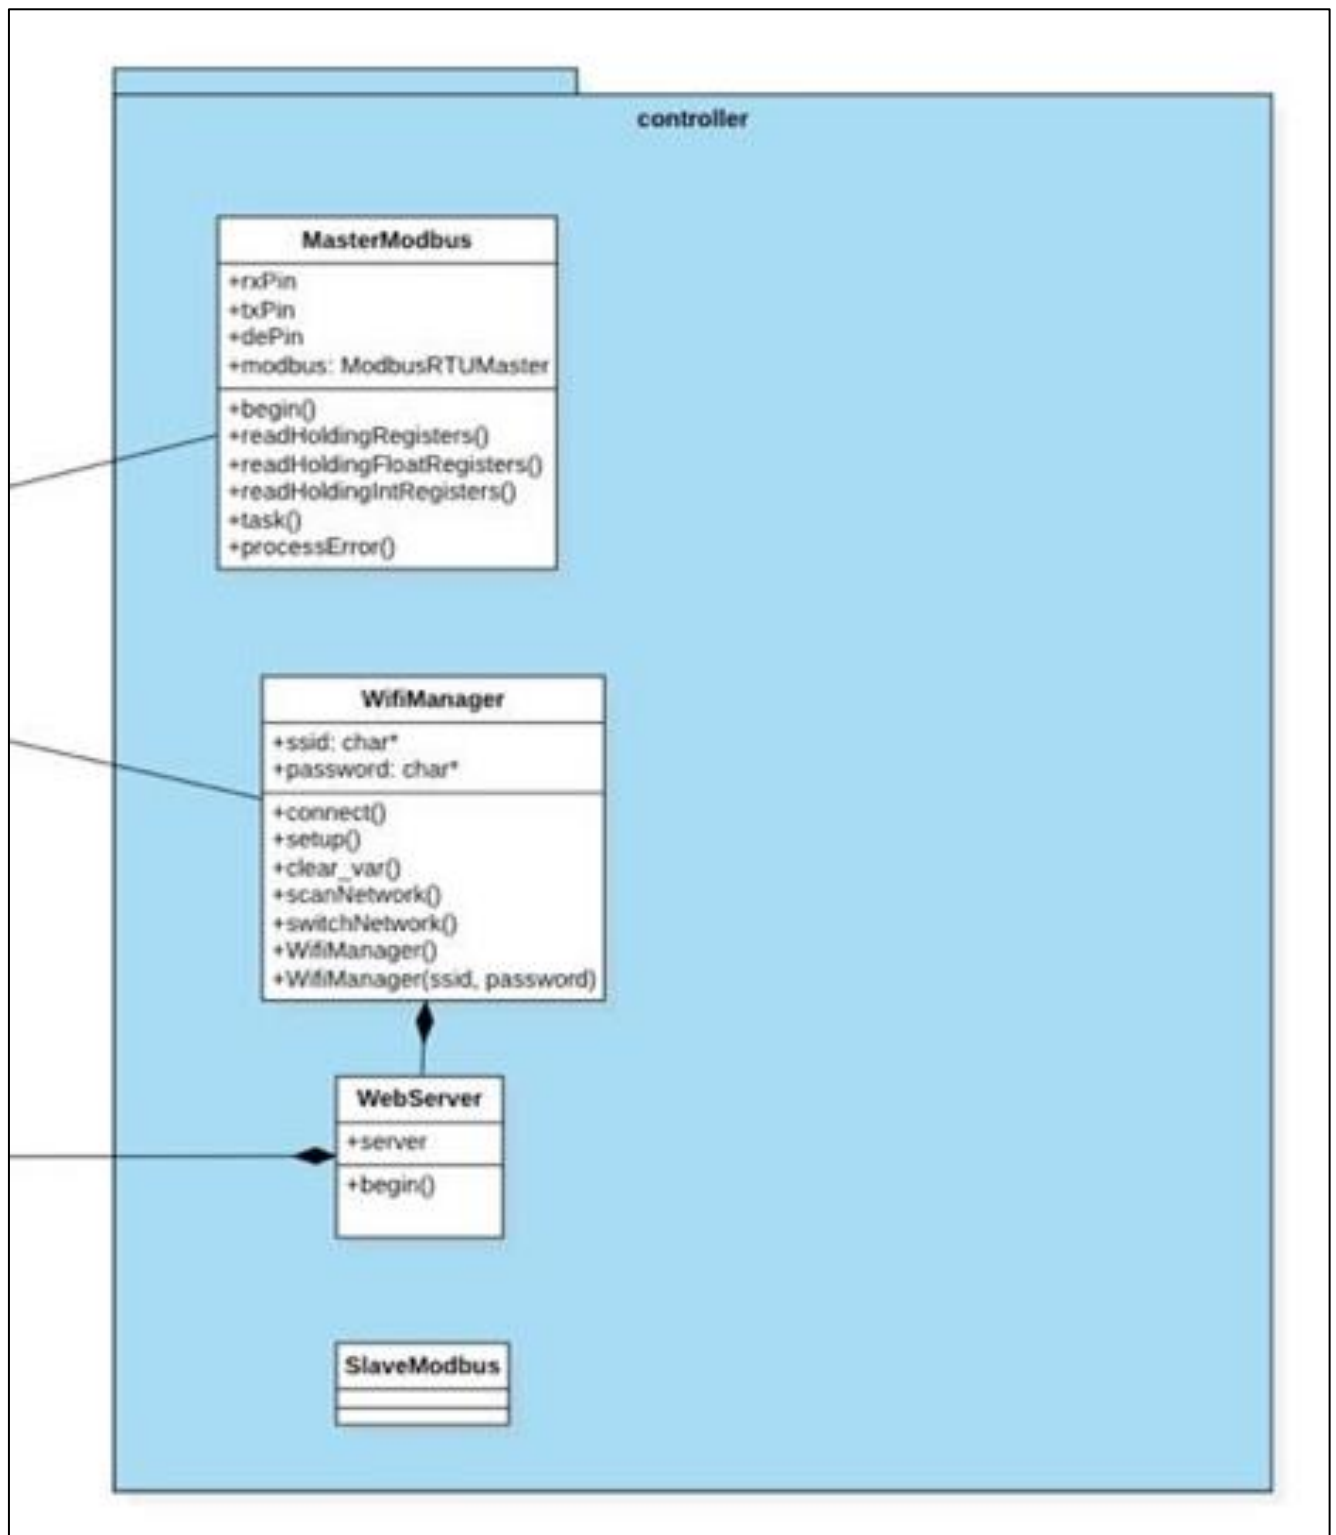 controller
MasterModbus
+rxPin
+txPin
+dePin
+modbus: ModbusRTUMaster
+begin()
+readHoldingRegisters()
+readHoldingFloatRegisters()
+readHoldingIntRegisters()
+task()
+processError()
WifiManager
+ssid: char*
+password: char*
+connect()
+setup()
+clear_var()
+scanNetwork()
+switchNetwork()
+WifiManager()
+WifiManager(ssid, password)
WebServer
+server
+begin()
SlaveModbus